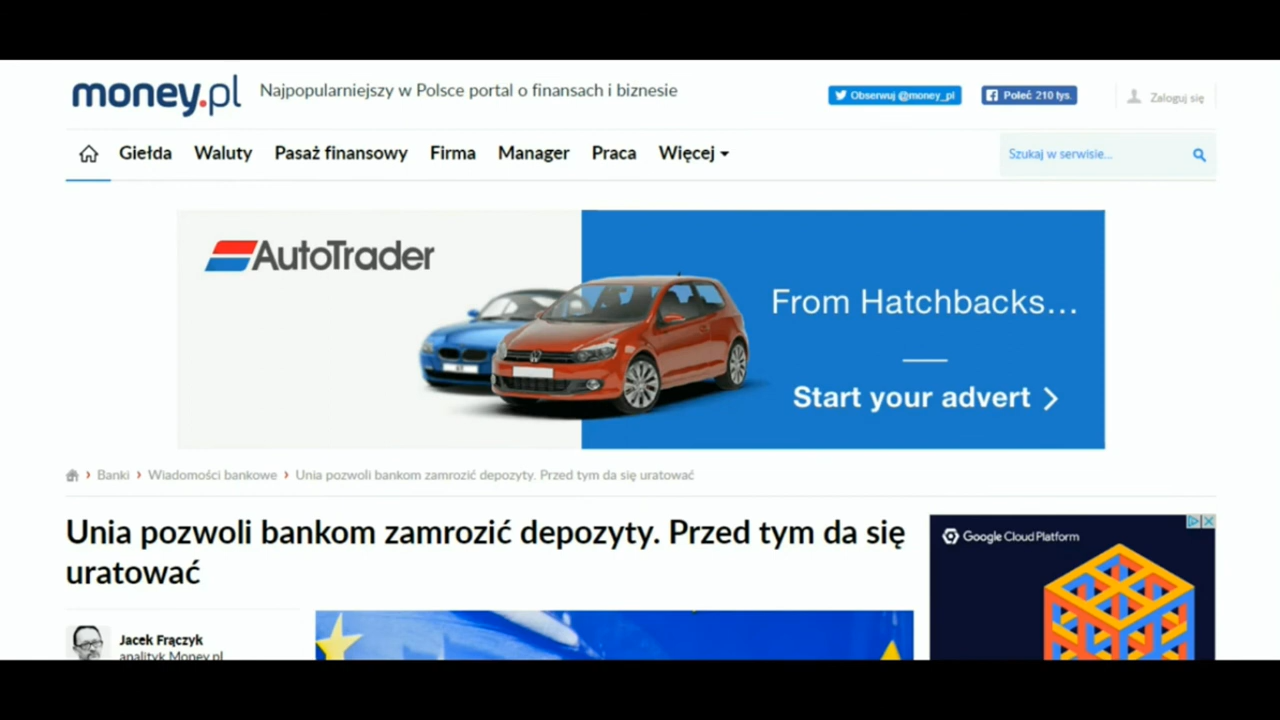 money.pl
Najpopularniejszy w Polsce portal o finansach i biznesie
Obserwuj @money_pl
Poleć 210 tys.
Zaloguj się
Giełda Waluty Pasaż finansowy Firma Manager Praca Więcej
Szukaj w serwisie...
AutoTrader
From Hatchbacks...
Start your advert
Banki › Wiadomości bankowe › Unia pozwoli bankom zamrozić depozyty. Przed tym da się uratować
Unia pozwoli bankom zamrozić depozyty. Przed tym da się
uratować
Google Cloud Platform
Jacek Frączyk
analityk Money.pl